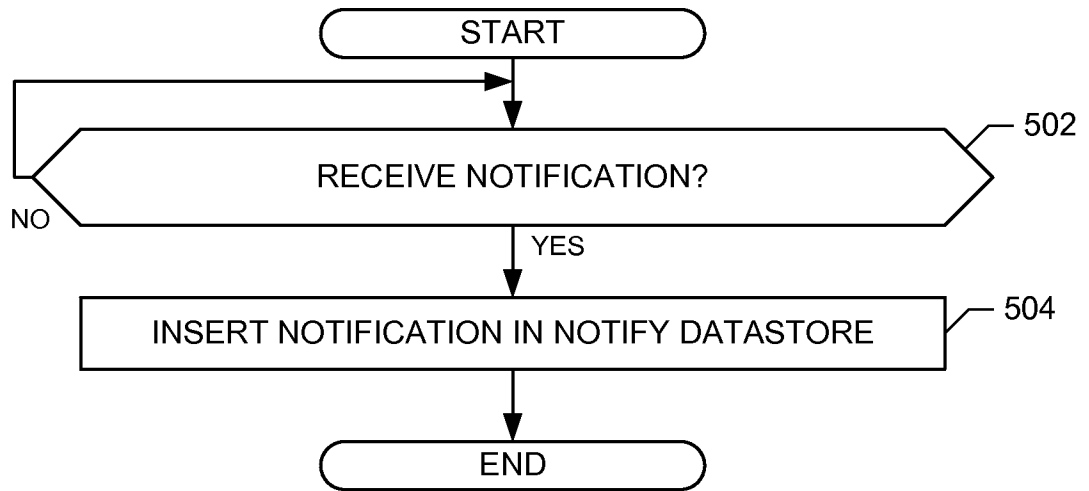 START
502
RECEIVE NOTIFICATION?
NO
YES
504
INSERT NOTIFICATION IN NOTIFY DATASTORE
END